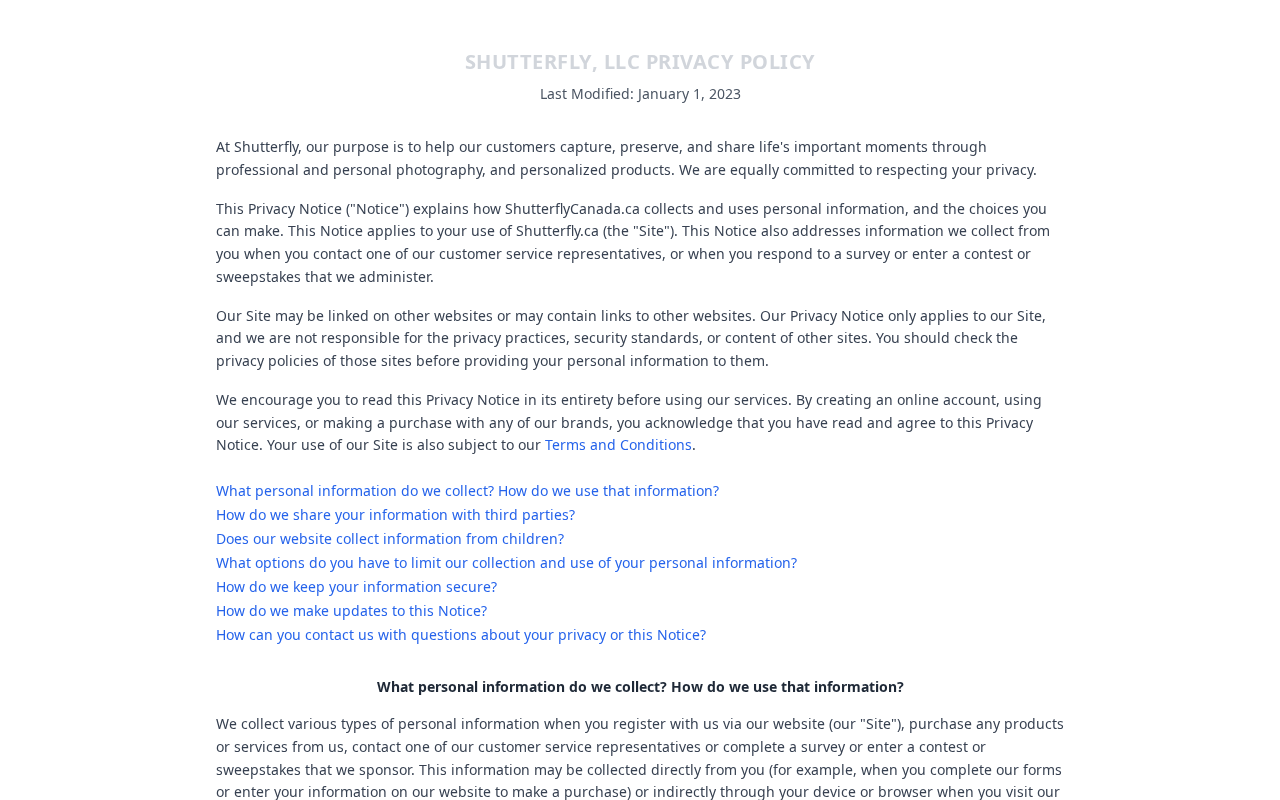 SHUTTERFLY, LLC PRIVACY POLICY
Last Modified: January 1, 2023
At Shutterfly, our purpose is to help our customers capture, preserve, and share life's important moments through
professional and personal photography, and personalized products. We are equally committed to respecting your privacy.
This Privacy Notice ("Notice") explains how ShutterflyCanada.ca collects and uses personal information, and the choices you
can make. This Notice applies to your use of Shutterfly.ca (the "Site"). This Notice also addresses information we collect from
you when you contact one of our customer service representatives, or when you respond to a survey or enter a contest or
sweepstakes that we administer.
Our Site may be linked on other websites or may contain links to other websites. Our Privacy Notice only applies to our Site,
and we are not responsible for the privacy practices, security standards, or content of other sites. You should check the
privacy policies of those sites before providing your personal information to them.
We encourage you to read this Privacy Notice in its entirety before using our services. By creating an online account, using
our services, or making a purchase with any of our brands, you acknowledge that you have read and agree to this Privacy
Notice. Your use of our Site is also subject to our Terms and Conditions.
What personal information do we collect? How do we use that information?
How do we share your information with third parties?
Does our website collect information from children?
What options do you have to limit our collection and use of your personal information?
How do we keep your information secure?
How do we make updates to this Notice?
How can you contact us with questions about your privacy or this Notice?
What personal information do we collect? How do we use that information?
We collect various types of personal information when you register with us via our website (our "Site"), purchase any products
or services from us, contact one of our customer service representatives or complete a survey or enter a contest or
sweepstakes that we sponsor. This information may be collected directly from you (for example, when you complete our forms
or enter your information on our website to make a purchase) or indirectly through your device or browser when you visit our